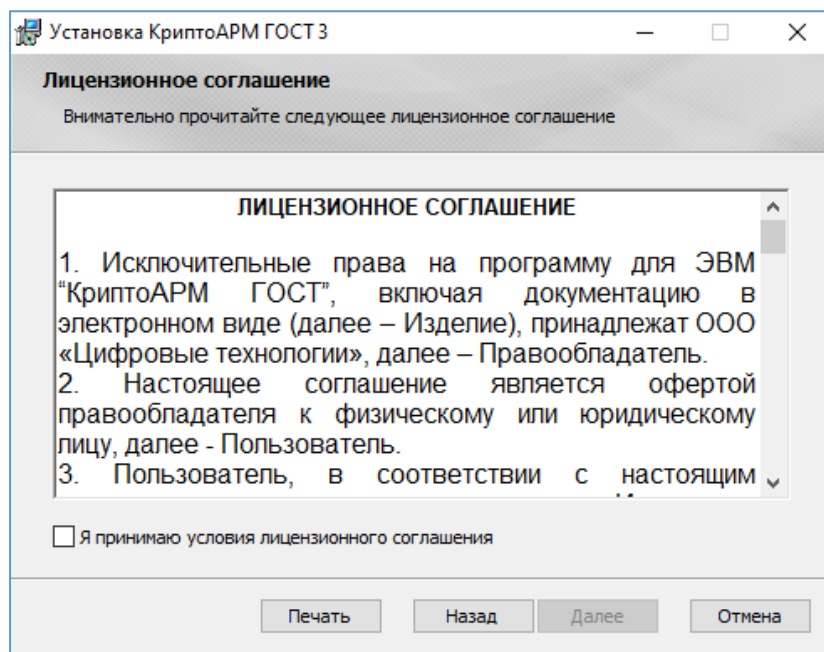 Установка КриптоАРМ ГОСТ 3
Лицензионное соглашение
Внимательно прочитайте следующее лицензионное соглашение
ЛИЦЕНЗИОННОЕ СОГЛАШЕНИЕ
1. Исключительные права на программу для ЭВМ
“КриптоАРМ ГОСТ”, включая документацию в
электронном виде (далее – Изделие), принадлежат ООО
«Цифровые технологии», далее – Правообладатель.
2. Настоящее соглашение является офертой
правообладателя к физическому или юридическому
лицу, далее - Пользователь.
3. Пользователь, в соответствии с настоящим
Я принимаю условия лицензионного соглашения
Печать Назад Далее Отмена